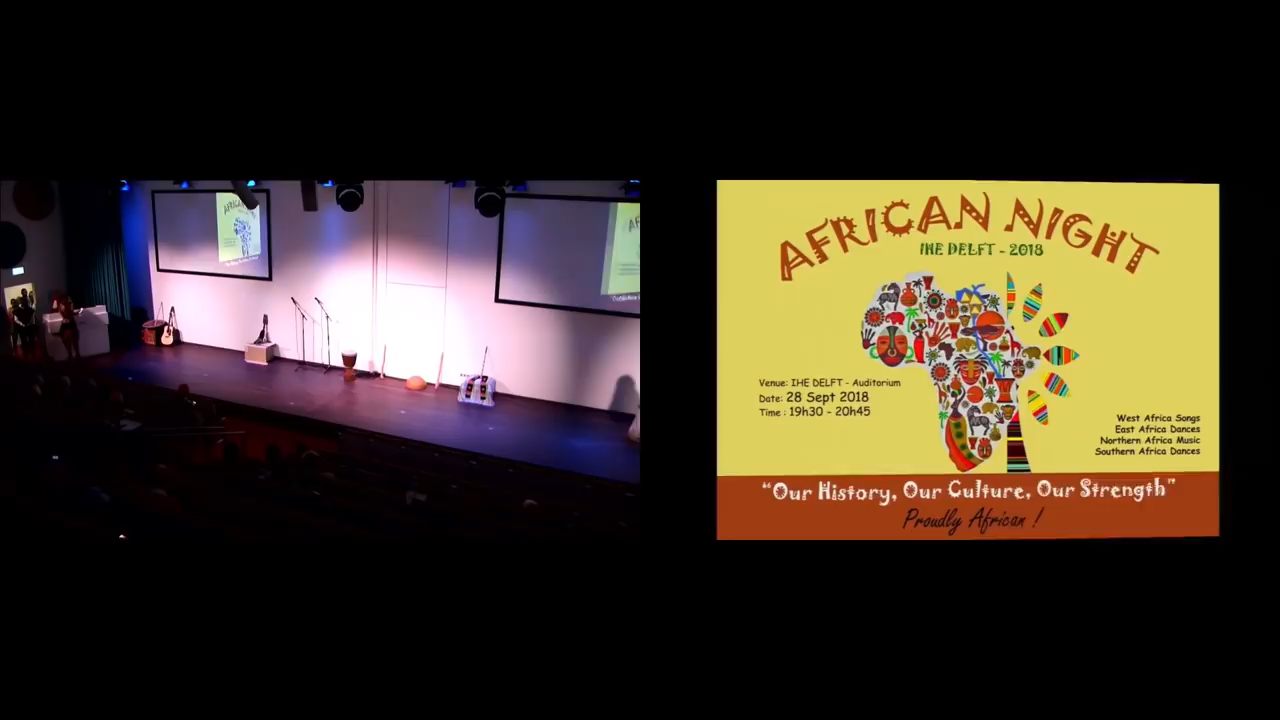 AFRICAN NIGHT
IHE DELFT - 2018
Venue: IHE DELFT - Auditorium
Date: 28 Sept 2018
Time : 19h30 - 20h45
West Africa Songs
East Africa Dances
Northern Africa Music
Southern Africa Dances
“Our History, Our Culture, Our Strength”
Proudly African !